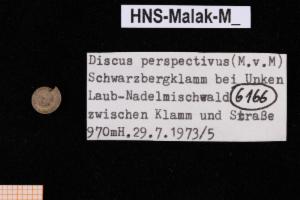 HNS-Malak-M_
Discus perspectivus(M.v.M)
Schwarzbergklamm bei Unken
Laub-Nadelmischwald 6166
zwischen Klamm und Straße
970mH.29.7.1973/5